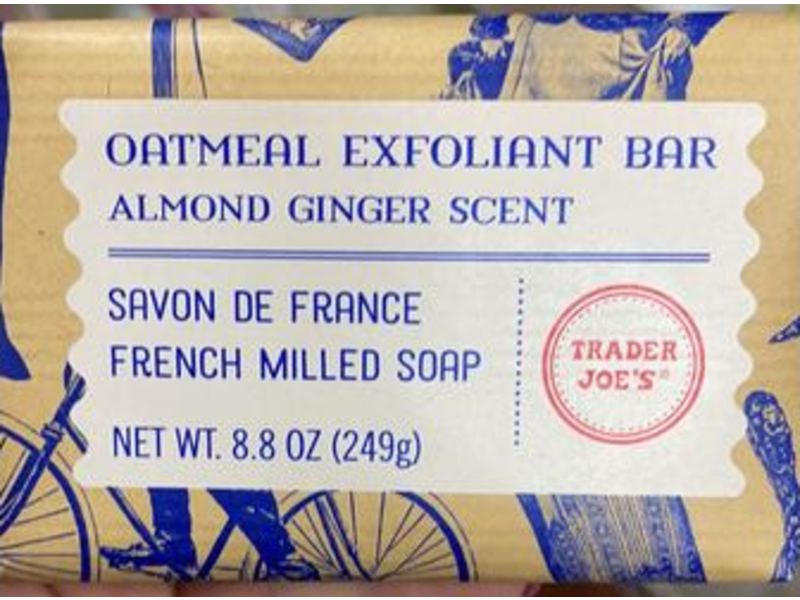 OATMEAL EXFOLIANT BAR
ALMOND GINGER SCENT
SAVON DE FRANCE
FRENCH MILLED SOAP
NET WT. 8.8 OZ (249g)
TRADER
JOE'S®